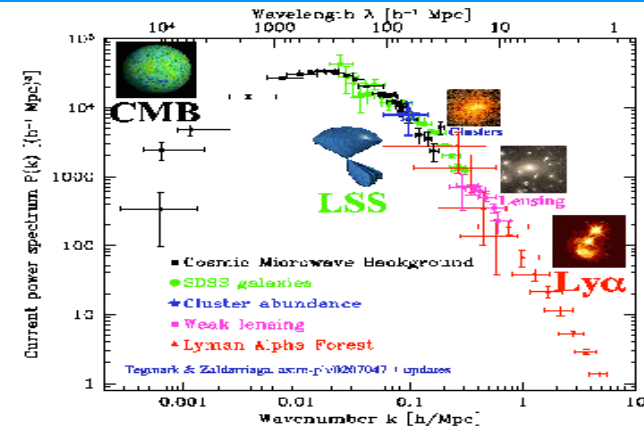 Wavelength λ [h⁻¹ Mpc]
10⁴ 1000 100 10 1
10⁵
10⁴
1000
100
10
1
Current power spectrum P(k) [(h⁻¹ Mpc)³]
CMB
Clusters
LSS
Lensing
Lyα
Cosmic Microwave Background
SDSS galaxies
Cluster abundance
Weak lensing
Lyman Alpha Forest
Tegmark & Zaldarriaga, astro-ph/0207047 + updates
0.001 0.01 0.1 1 10
Wavenumber k [h/Mpc]